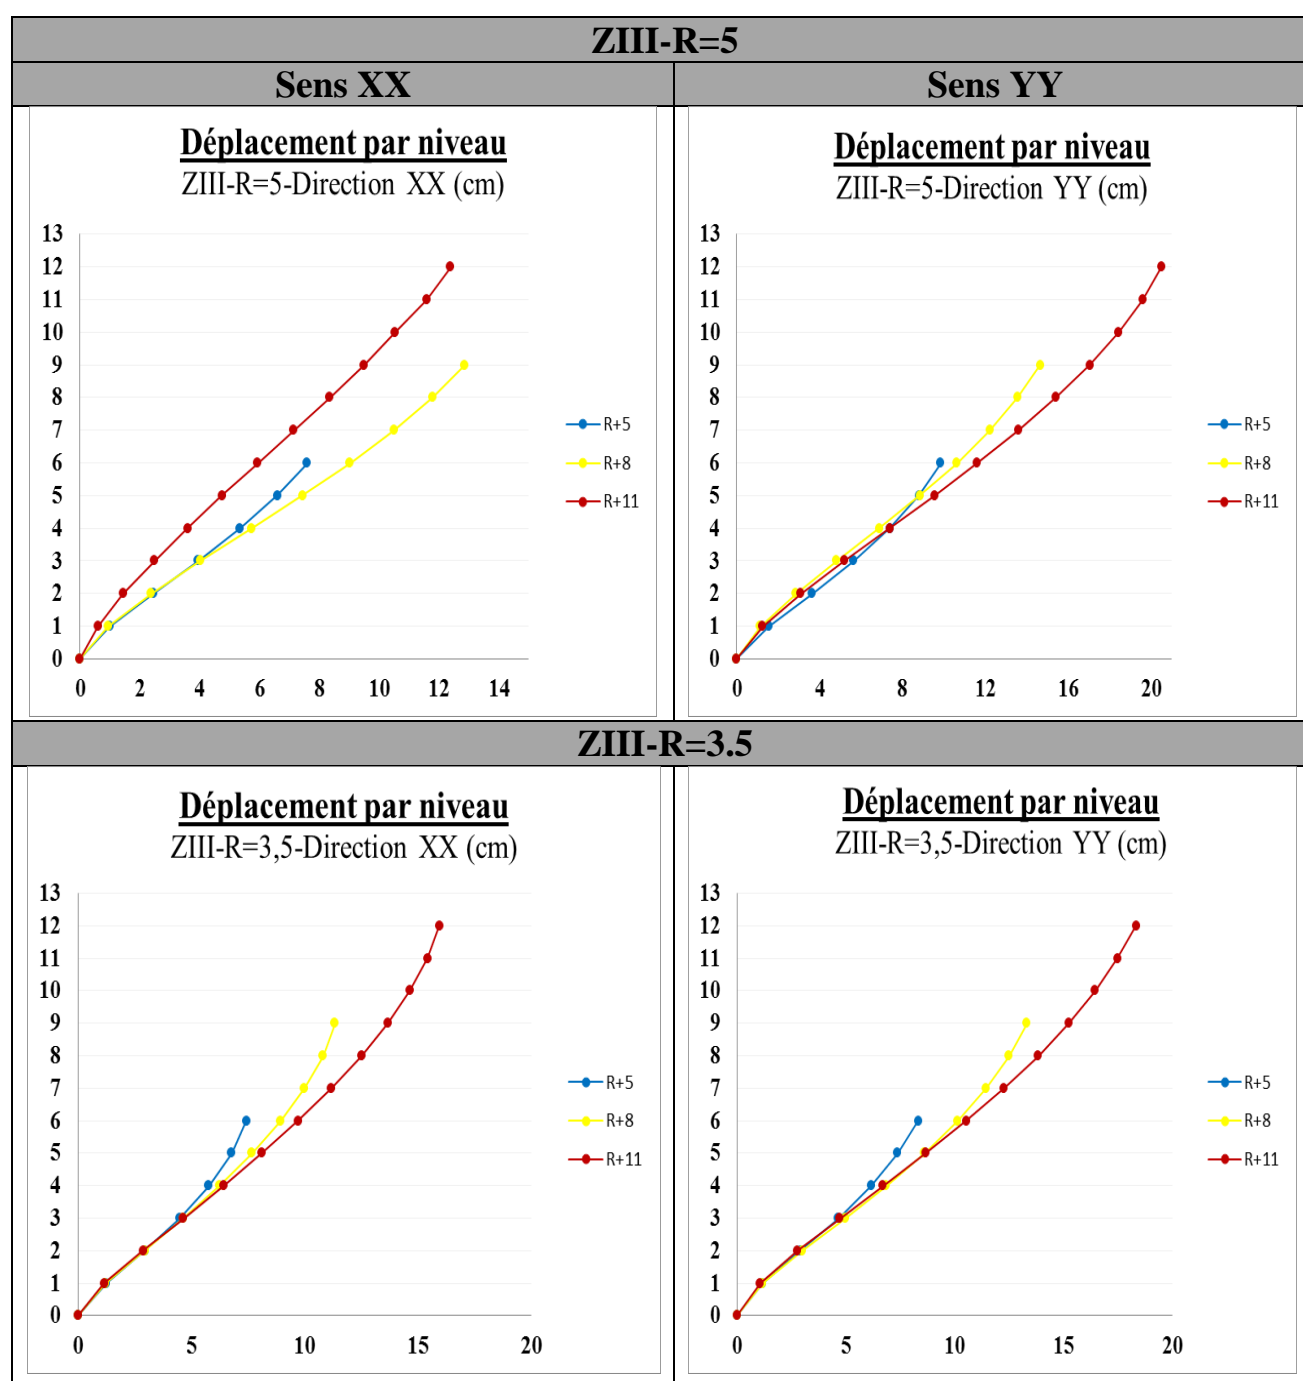 ZIII-R=5
Sens XX
Sens YY
Déplacement par niveau
ZIII-R=5-Direction XX (cm)
13
12
11
10
9
8
7
6
5
4
3
2
1
0
0 2 4 6 8 10 12 14
R+5
R+8
R+11
Déplacement par niveau
ZIII-R=5-Direction YY (cm)
13
12
11
10
9
8
7
6
5
4
3
2
1
0
0 4 8 12 16 20
R+5
R+8
R+11
ZIII-R=3.5
Déplacement par niveau
ZIII-R=3,5-Direction XX (cm)
13
12
11
10
9
8
7
6
5
4
3
2
1
0
0 5 10 15 20
R+5
R+8
R+11
Déplacement par niveau
ZIII-R=3,5-Direction YY (cm)
13
12
11
10
9
8
7
6
5
4
3
2
1
0
0 5 10 15 20
R+5
R+8
R+11